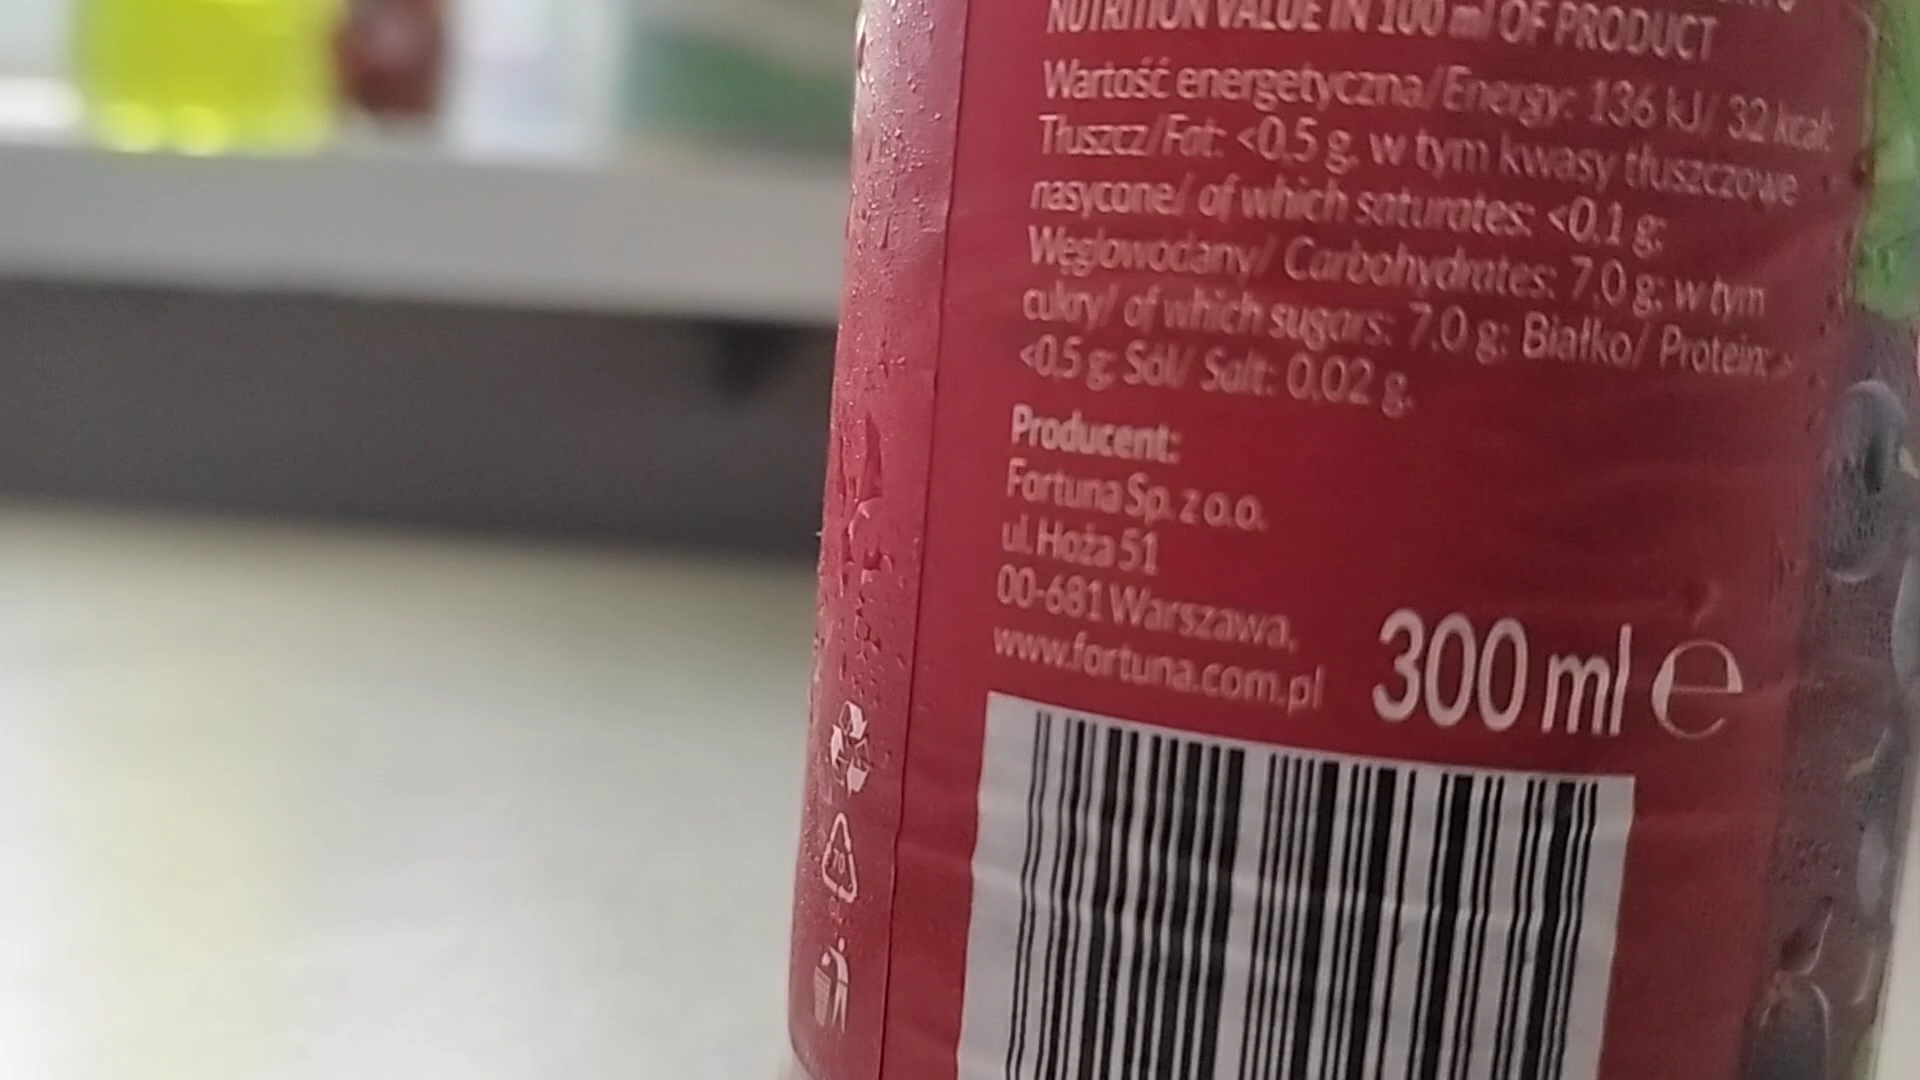 NUTRITION VALUE IN 100 ml OF PRODUCT
Wartość energetyczna/Energy: 136 kJ/ 32 kcal;
Tłuszcz/Fat: <0,5 g, w tym kwasy tłuszczowe
nasycone/ of which saturates: <0,1 g;
Węglowodany/ Carbohydrates: 7,0 g; w tym
cukry/ of which sugars: 7,0 g; Białko/ Protein:
<0,5 g; Sól/ Salt: 0,02 g.
Producent:
Fortuna Sp. z o.o.
ul. Hoża 51
00-681 Warszawa,
www.fortuna.com.pl
300 ml e
70